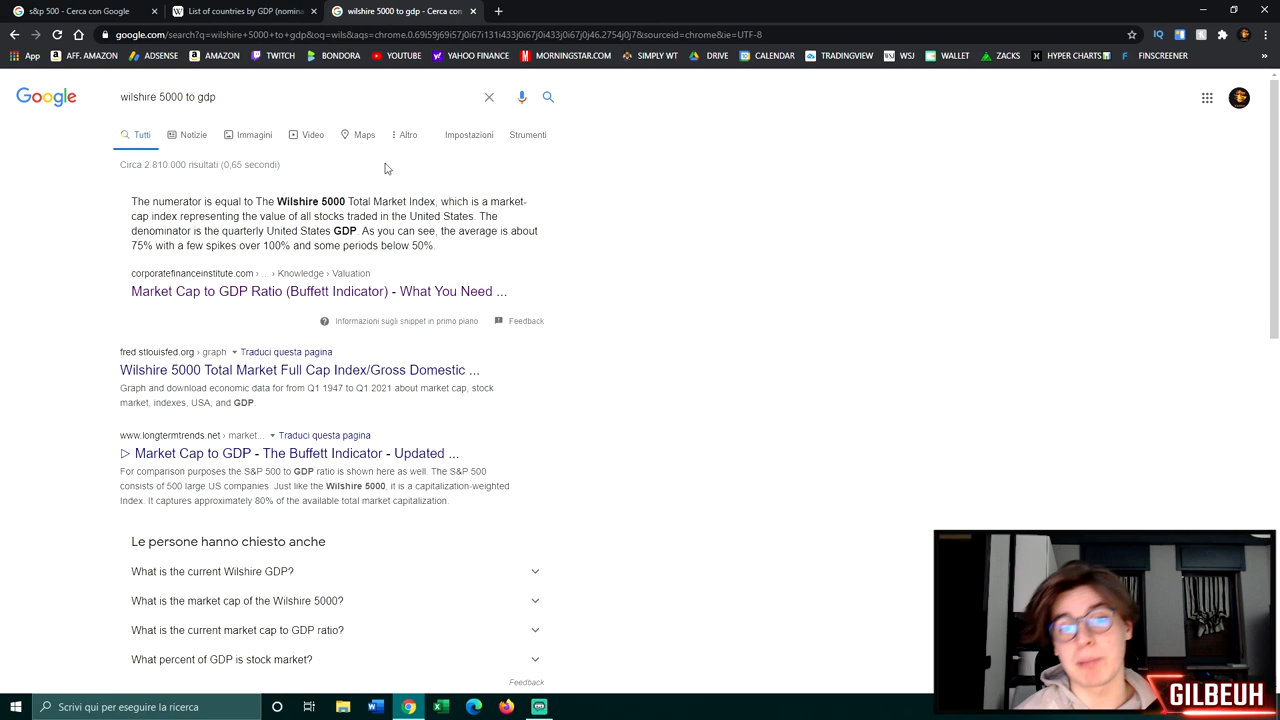 s&p 500 - Cerca con Google
List of countries by GDP (nomina
wilshire 5000 to gdp - Cerca con
google.com/search?q=wilshire+5000+to+gdp&oq=wils&aqs=chrome.0.69i59j69i57j0i67i131i433j0i67j0i433j0i67j0j46.2754j0j7&sourceid=chrome&ie=UTF-8
App
AFF. AMAZON
ADSENSE
AMAZON
TWITCH
BONDORA
YOUTUBE
YAHOO FINANCE
MORNINGSTAR.COM
SIMPLY WT
DRIVE
CALENDAR
TRADINGVIEW
WSJ
WALLET
ZACKS
HYPER CHARTS
FINSCREENER
Google
wilshire 5000 to gdp
Tutti
Notizie
Immagini
Video
Maps
Altro
Impostazioni
Strumenti
Circa 2.810.000 risultati (0,65 secondi)
The numerator is equal to The Wilshire 5000 Total Market Index, which is a market-
cap index representing the value of all stocks traded in the United States. The
denominator is the quarterly United States GDP. As you can see, the average is about
75% with a few spikes over 100% and some periods below 50%.
corporatefinanceinstitute.com › ... › Knowledge › Valuation
Market Cap to GDP Ratio (Buffett Indicator) - What You Need ...
Informazioni sugli snippet in primo piano
Feedback
fred.stlouisfed.org › graph
Traduci questa pagina
Wilshire 5000 Total Market Full Cap Index/Gross Domestic ...
Graph and download economic data for from Q1 1947 to Q1 2021 about market cap, stock
market, indexes, USA, and GDP.
www.longtermtrends.net › market...
Traduci questa pagina
▷ Market Cap to GDP - The Buffett Indicator - Updated ...
For comparison purposes the S&P 500 to GDP ratio is shown here as well. The S&P 500
consists of 500 large US companies. Just like the Wilshire 5000, it is a capitalization-weighted
Index. It captures approximately 80% of the available total market capitalization.
Le persone hanno chiesto anche
What is the current Wilshire GDP?
What is the market cap of the Wilshire 5000?
What is the current market cap to GDP ratio?
What percent of GDP is stock market?
Feedback
GILBEUH
Scrivi qui per eseguire la ricerca